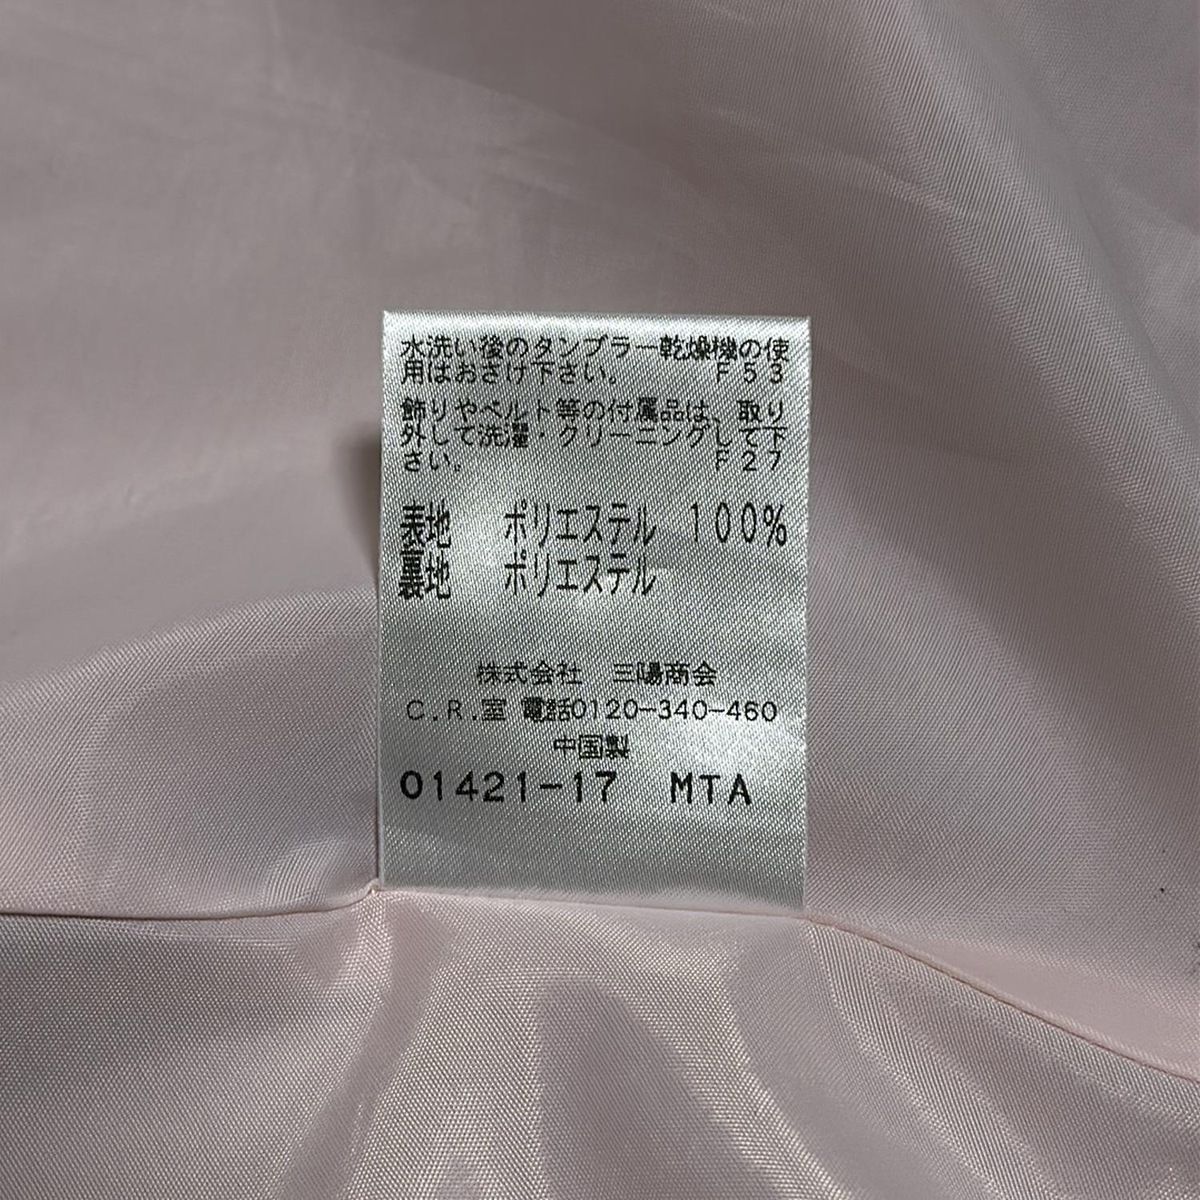 水洗い後のタンブラー乾燥機の使
用はおさけ下さい。 F53
飾りやベルト等の付属品は、取り
外して洗濯・クリーニングして下
さい。 F27
表地 ポリエステル 100%
裏地 ポリエステル
株式会社 三陽商会
C.R.室 電話0120-340-460
中国製
01421-17 MTA